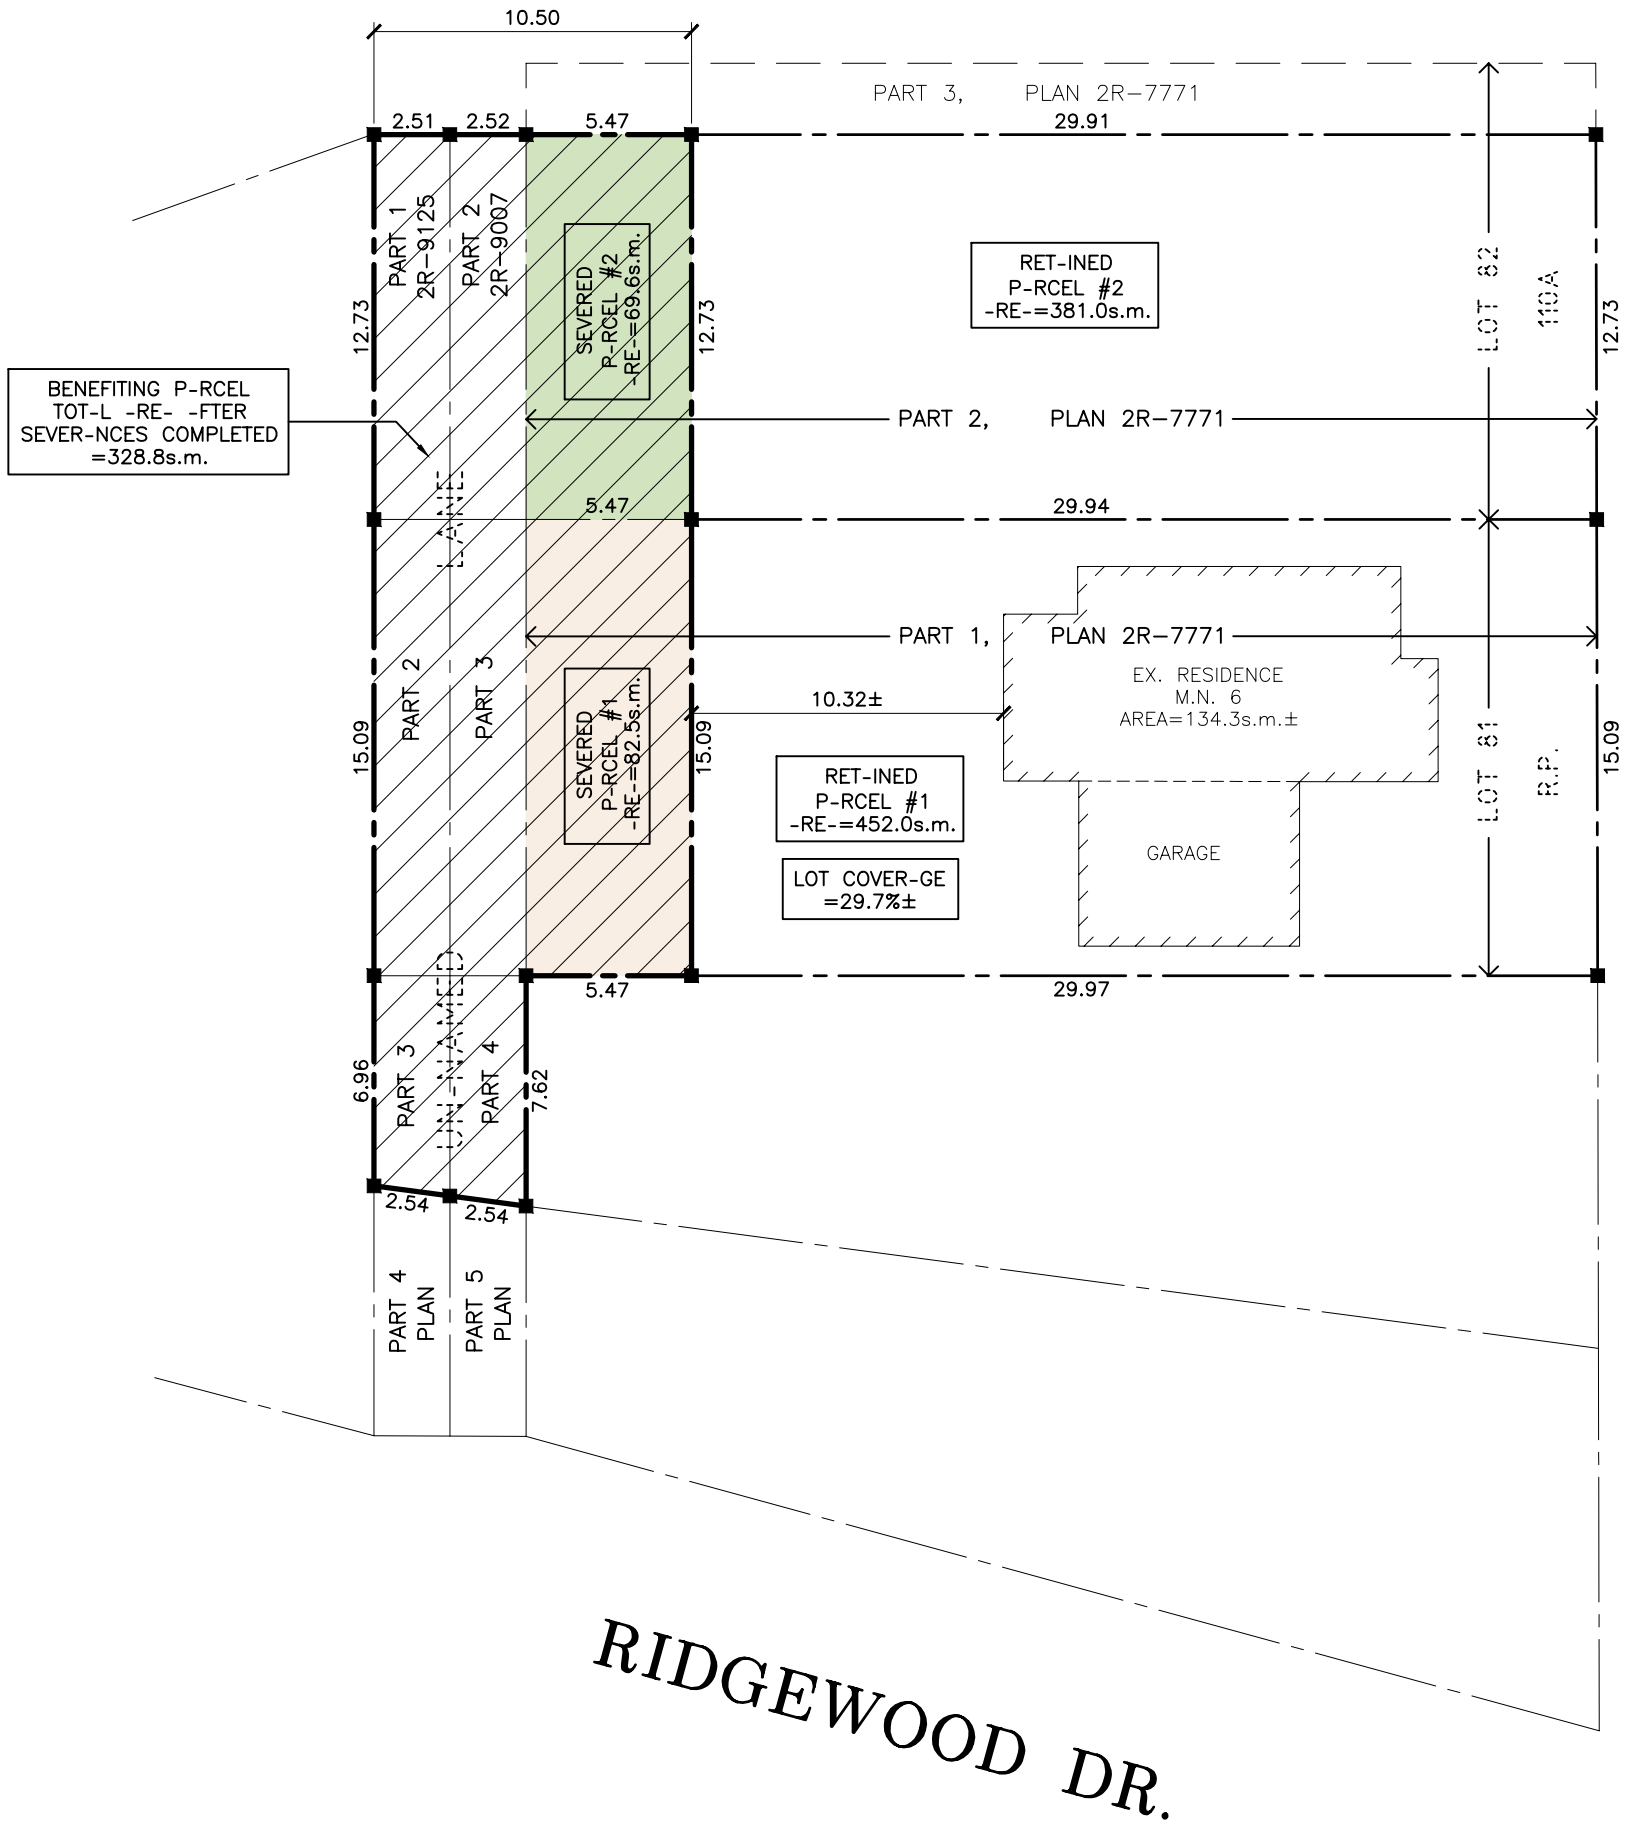 10.50
PART 3, PLAN 2R-7771
2.51
2.52
5.47
29.91
PART 1
2R-9125
PART 2
2R-9007
SEVERED
P-RCEL #2
-RE-=69.6s.m.
RET-INED
P-RCEL #2
-RE-=381.0s.m.
LOT 82
110A
12.73
12.73
12.73
BENEFITING P-RCEL
TOT-L -RE- -FTER
SEVER-NCES COMPLETED
=328.8s.m.
PART 2, PLAN 2R-7771
LANE
5.47
29.94
PART 1, PLAN 2R-7771
PART 2
PART 3
SEVERED
P-RCEL #1
-RE-=82.5s.m.
10.32±
EX. RESIDENCE
M.N. 6
AREA=134.3s.m.±
15.09
15.09
15.09
LOT 81
R.P.
RET-INED
P-RCEL #1
-RE-=452.0s.m.
GARAGE
LOT COVER-GE
=29.7%±
5.47
29.97
UN-NAMED
PART 3
PART 4
6.96
7.62
2.54
2.54
PART 4
PLAN
PART 5
PLAN
RIDGEWOOD DR.